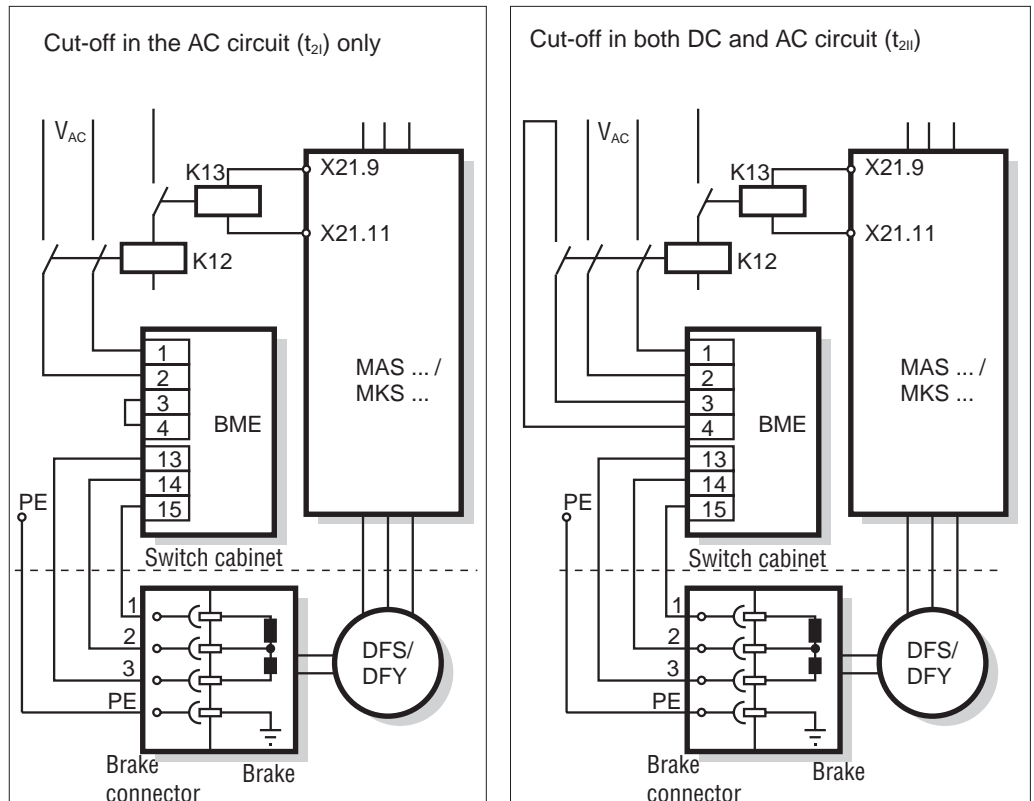 Cut-off in the AC circuit (t2I) only
VAC
K13
X21.9
X21.11
K12
1
2
3
4
13
14
15
BME
MAS ... /
MKS ...
PE
Switch cabinet
1
2
3
PE
DFS/
DFY
Brake
connector
Brake
Cut-off in both DC and AC circuit (t2II)
VAC
K13
X21.9
X21.11
K12
1
2
3
4
13
14
15
BME
MAS ... /
MKS ...
PE
Switch cabinet
1
2
3
PE
DFS/
DFY
Brake
connector
Brake